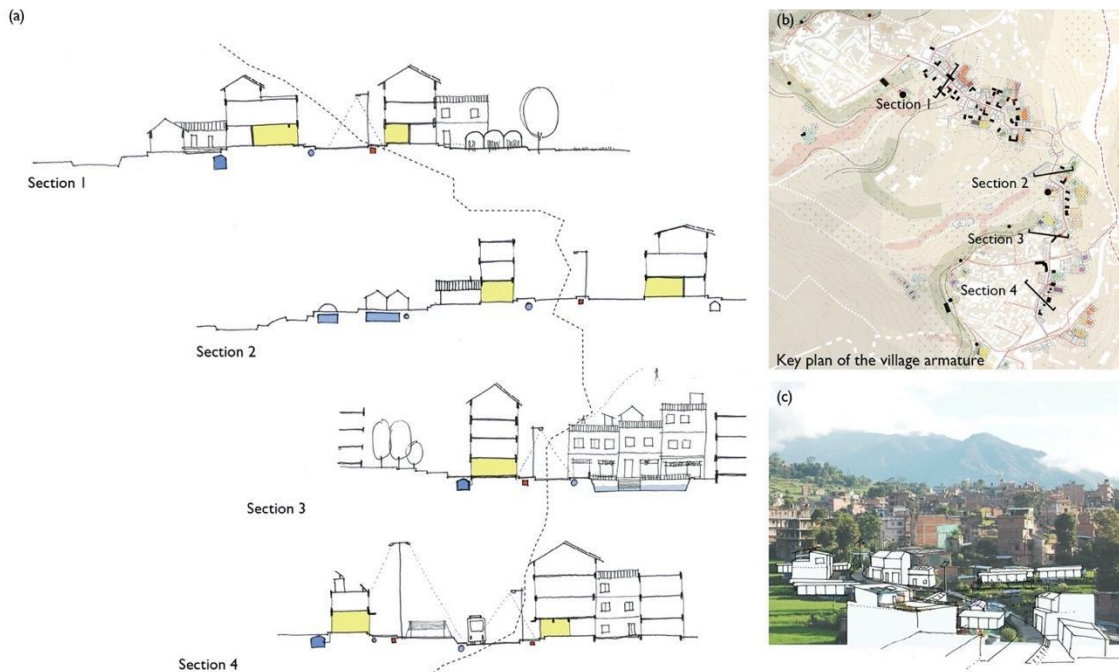 (a)
Section 1
Section 2
Section 3
Section 4
(b)
Section 1
Section 2
Section 3
Section 4
Key plan of the village armature
(c)